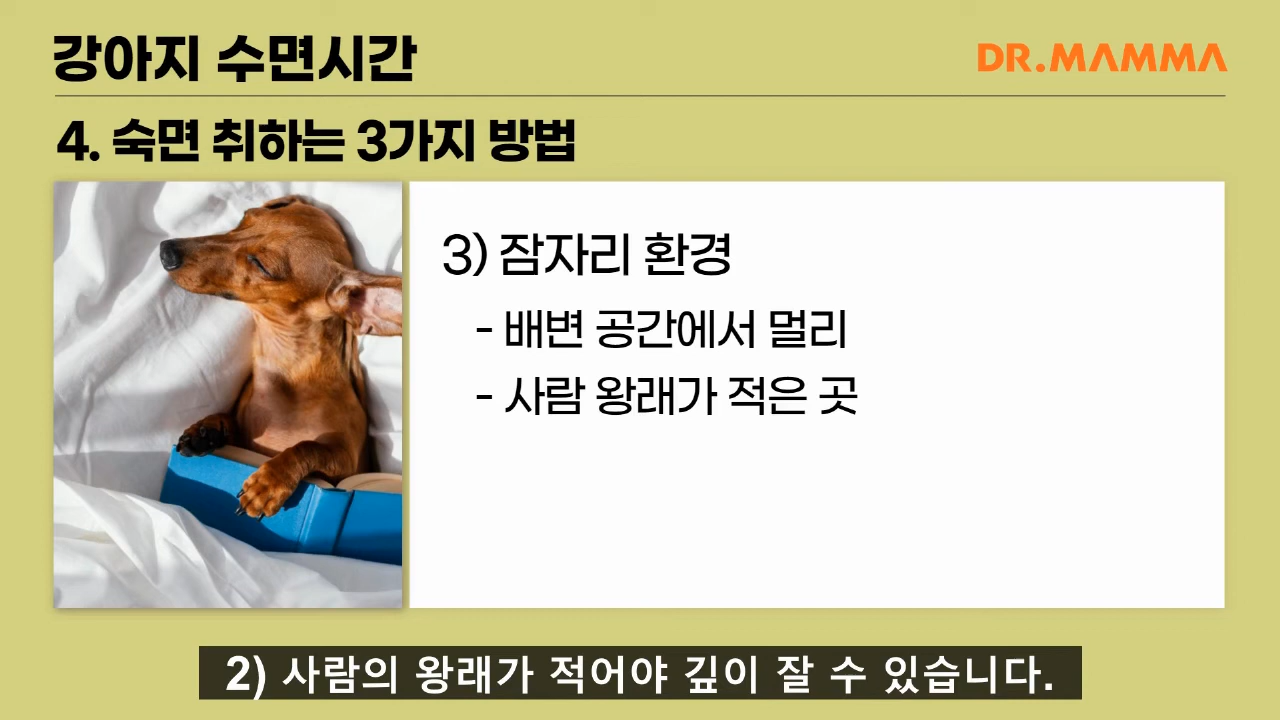 강아지 수면시간
DR.MAMMA
4. 숙면 취하는 3가지 방법
3) 잠자리 환경
- 배변 공간에서 멀리
- 사람 왕래가 적은 곳
2) 사람의 왕래가 적어야 깊이 잘 수 있습니다.